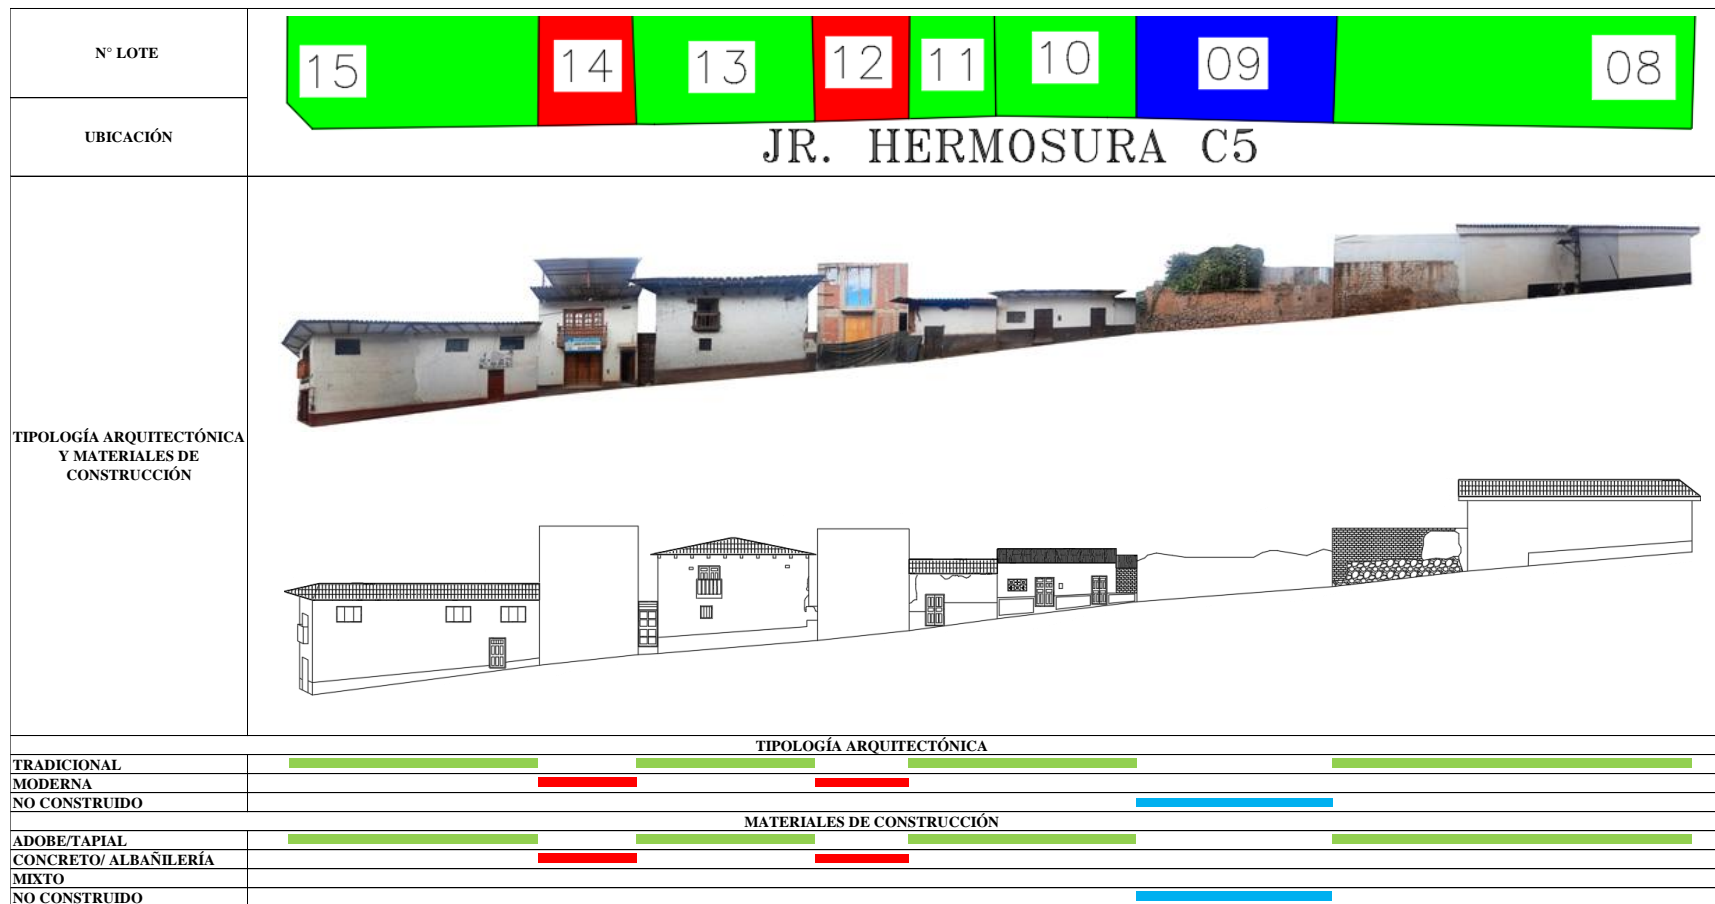 N° LOTE
15
14
13
12
11
10
09
08
UBICACIÓN
JR. HERMOSURA C5
TIPOLOGÍA ARQUITECTÓNICA
Y MATERIALES DE
CONSTRUCCIÓN
TIPOLOGÍA ARQUITECTÓNICA
TRADICIONAL
MODERNA
NO CONSTRUIDO
MATERIALES DE CONSTRUCCIÓN
ADOBE/TAPIAL
CONCRETO/ ALBAÑILERÍA
MIXTO
NO CONSTRUIDO